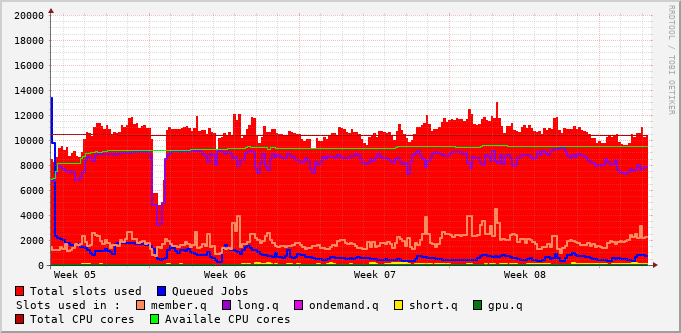 20000
18000
16000
14000
12000
10000
8000
6000
4000
2000
0
RRDTOOL / TOBI OETIKER
Week 05 Week 06 Week 07 Week 08
Total slots used Queued Jobs
Slots used in : member.q long.q ondemand.q short.q gpu.q
Total CPU cores Availale CPU cores